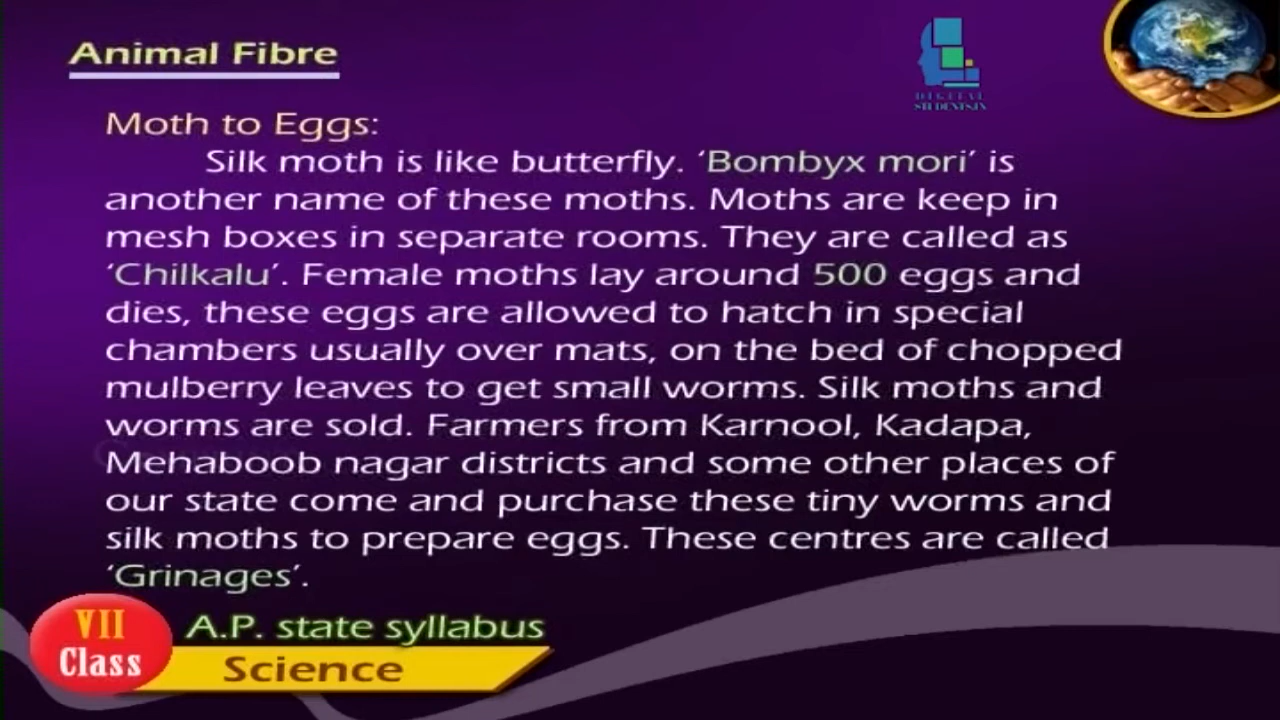 Animal Fibre
DIGITAL
STUDENTS.IN
Moth to Eggs:
Silk moth is like butterfly. ‘Bombyx mori’ is
another name of these moths. Moths are keep in
mesh boxes in separate rooms. They are called as
‘Chilkalu’. Female moths lay around 500 eggs and
dies, these eggs are allowed to hatch in special
chambers usually over mats, on the bed of chopped
mulberry leaves to get small worms. Silk moths and
worms are sold. Farmers from Karnool, Kadapa,
Mehaboob nagar districts and some other places of
our state come and purchase these tiny worms and
silk moths to prepare eggs. These centres are called
‘Grinages’.
VII
Class
A.P. state syllabus
Science